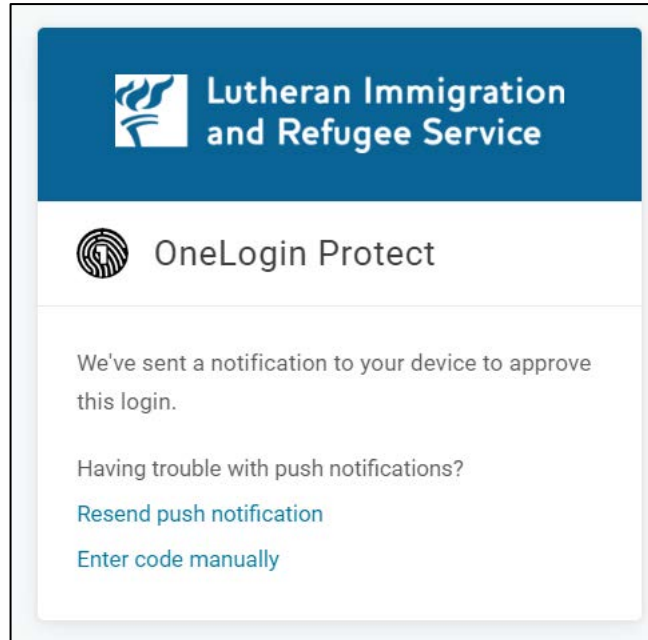 Lutheran Immigration
and Refugee Service
OneLogin Protect
We've sent a notification to your device to approve
this login.
Having trouble with push notifications?
Resend push notification
Enter code manually